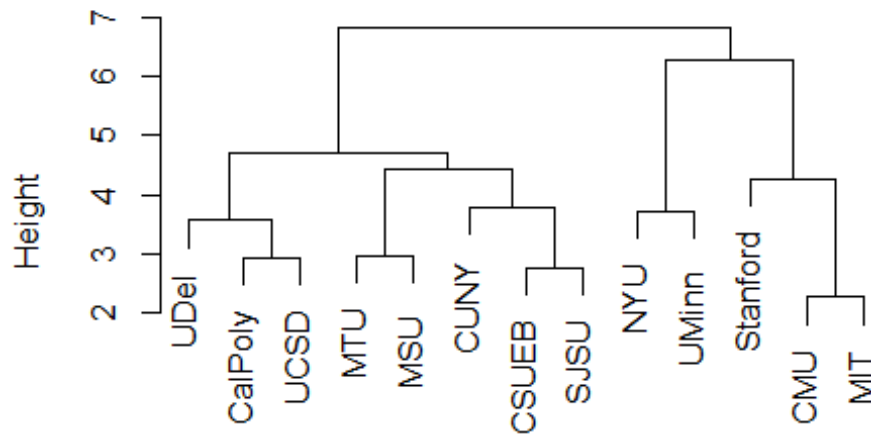 7
6
5
4
3
2
Height
UDel
CalPoly
UCSD
MTU
MSU
CUNY
CSUEB
SJSU
NYU
UMinn
Stanford
CMU
MIT